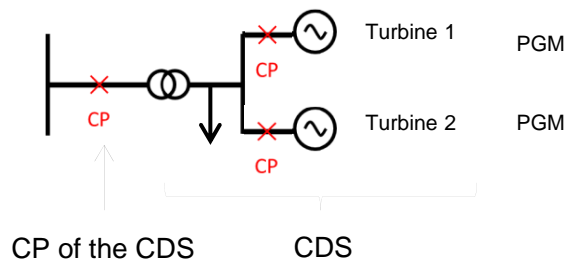 Turbine 1
PGM
CP
CP
Turbine 2
PGM
CP
CP of the CDS
CDS